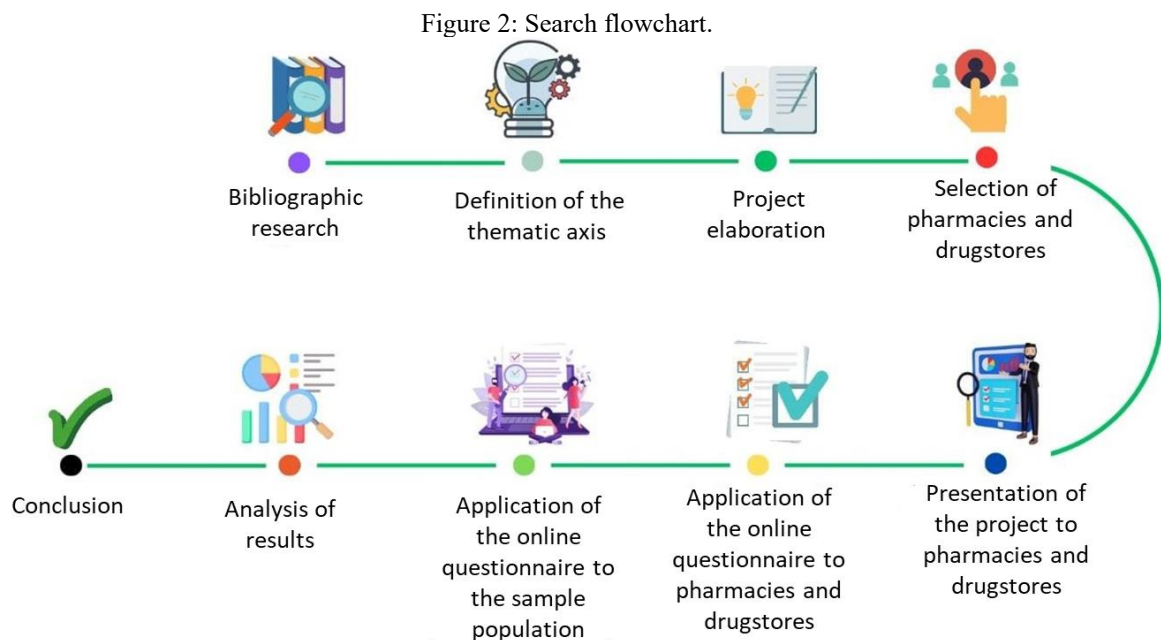 Figure 2: Search flowchart.
Bibliographic
research
Definition of the
thematic axis
Project
elaboration
Selection of
pharmacies and
drugstores
Presentation of
the project to
pharmacies and
drugstores
Application of
the online
questionnaire to
pharmacies and
drugstores
Application of
the online
questionnaire to
the sample
population
Analysis of
results
Conclusion